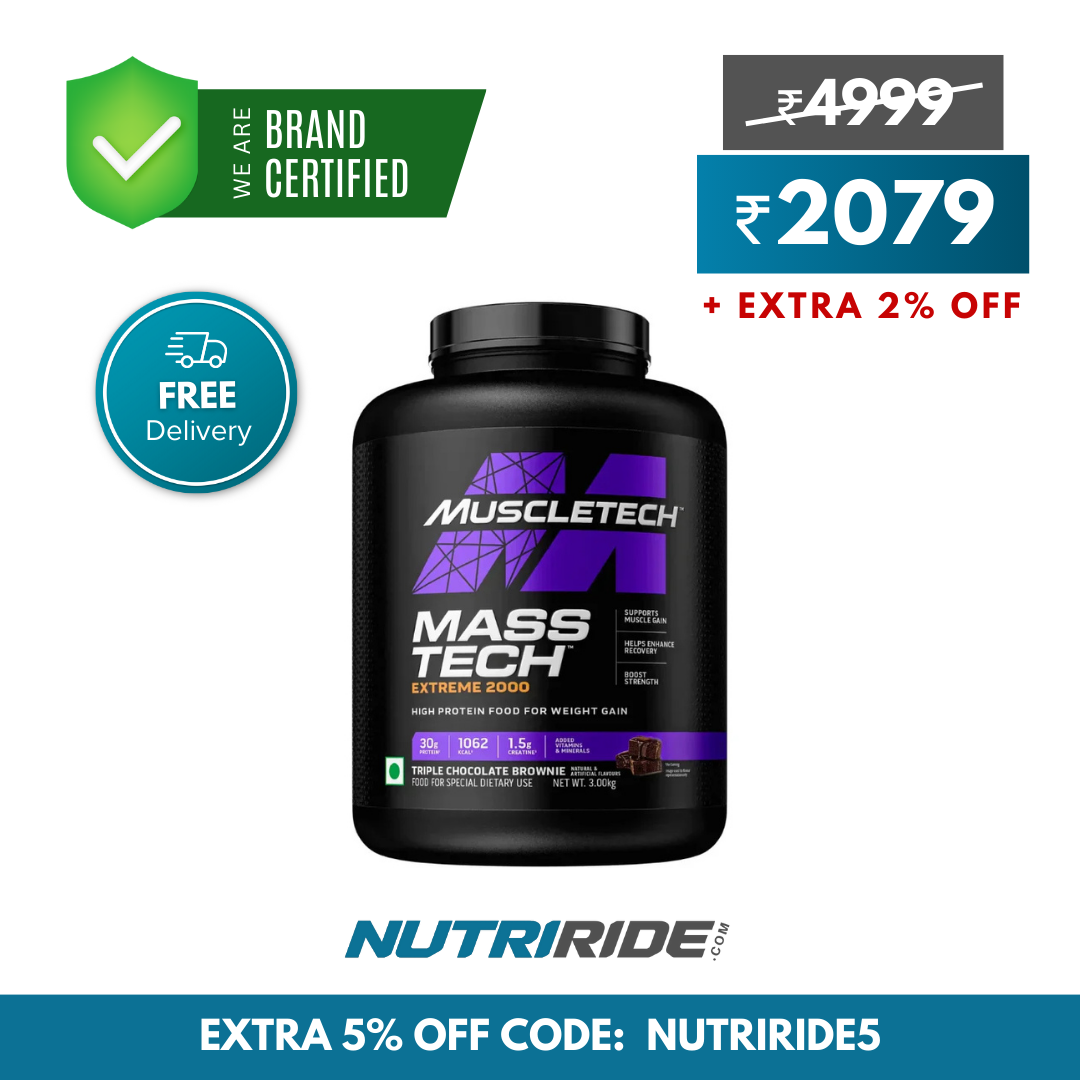 WE ARE
BRAND
CERTIFIED
₹4999
₹2079
+ EXTRA 2% OFF
FREE
Delivery
MUSCLETECH™
MASS
TECH™
EXTREME 2000
SUPPORTS
MUSCLE GAIN
HELPS ENHANCE
RECOVERY
BOOST
STRENGTH
HIGH PROTEIN FOOD FOR WEIGHT GAIN
30g
PROTEIN
1062
KCAL
1.5g
CREATINE
ADDED
VITAMINS
& MINERALS
TRIPLE CHOCOLATE BROWNIE
NATURAL &
ARTIFICIAL FLAVOURS
FOOD FOR SPECIAL DIETARY USE
NET WT. 3.00kg
NUTRIRIDE.COM
EXTRA 5% OFF CODE: NUTRIRIDE5